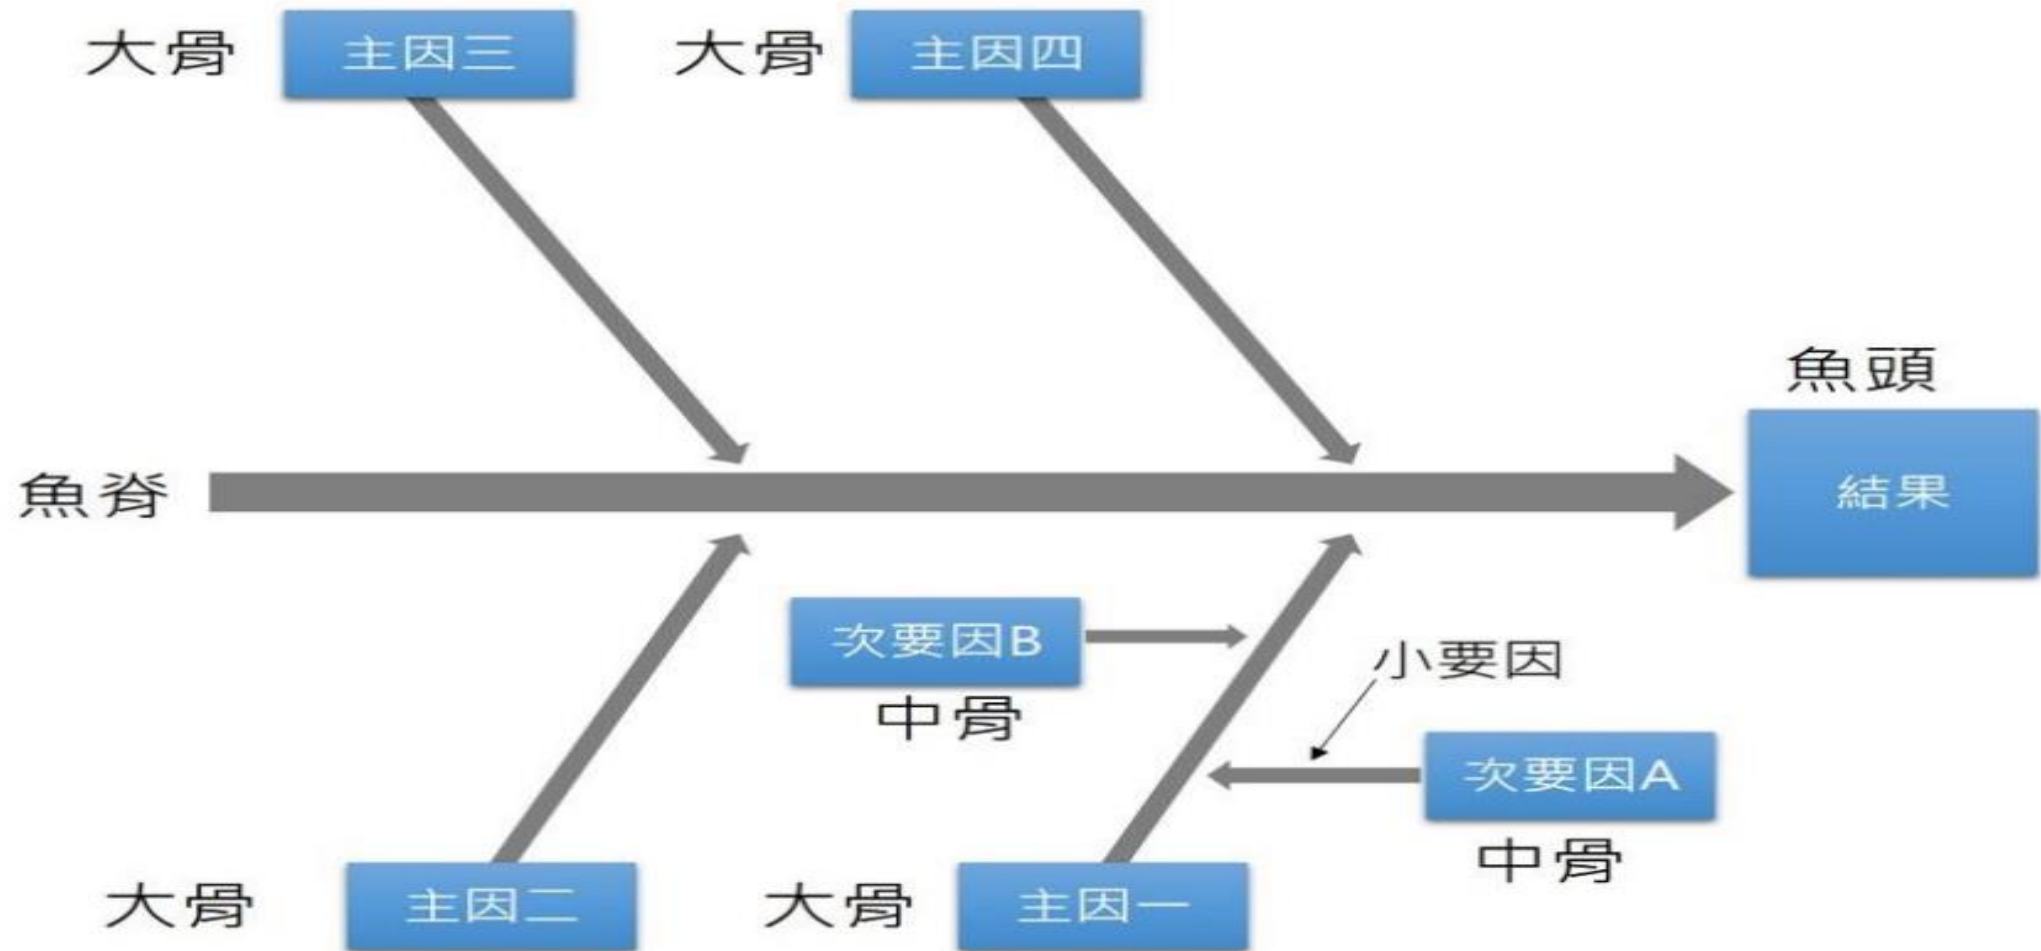 大骨 主因三 大骨 主因四
魚頭
魚脊 結果
次要因B
小要因
中骨
次要因A
中骨
大骨 主因二 大骨 主因一